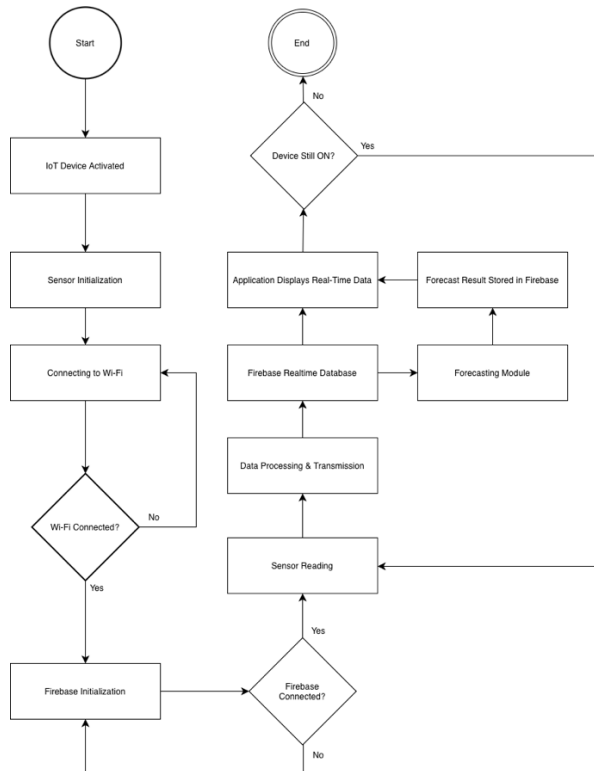 Start
IoT Device Activated
Sensor Initialization
Connecting to Wi-Fi
Wi-Fi Connected?
No
Yes
Firebase Initialization
Firebase
Connected?
No
Yes
Sensor Reading
Data Processing & Transmission
Firebase Realtime Database
Forecasting Module
Forecast Result Stored in Firebase
Application Displays Real-Time Data
Device Still ON?
Yes
No
End